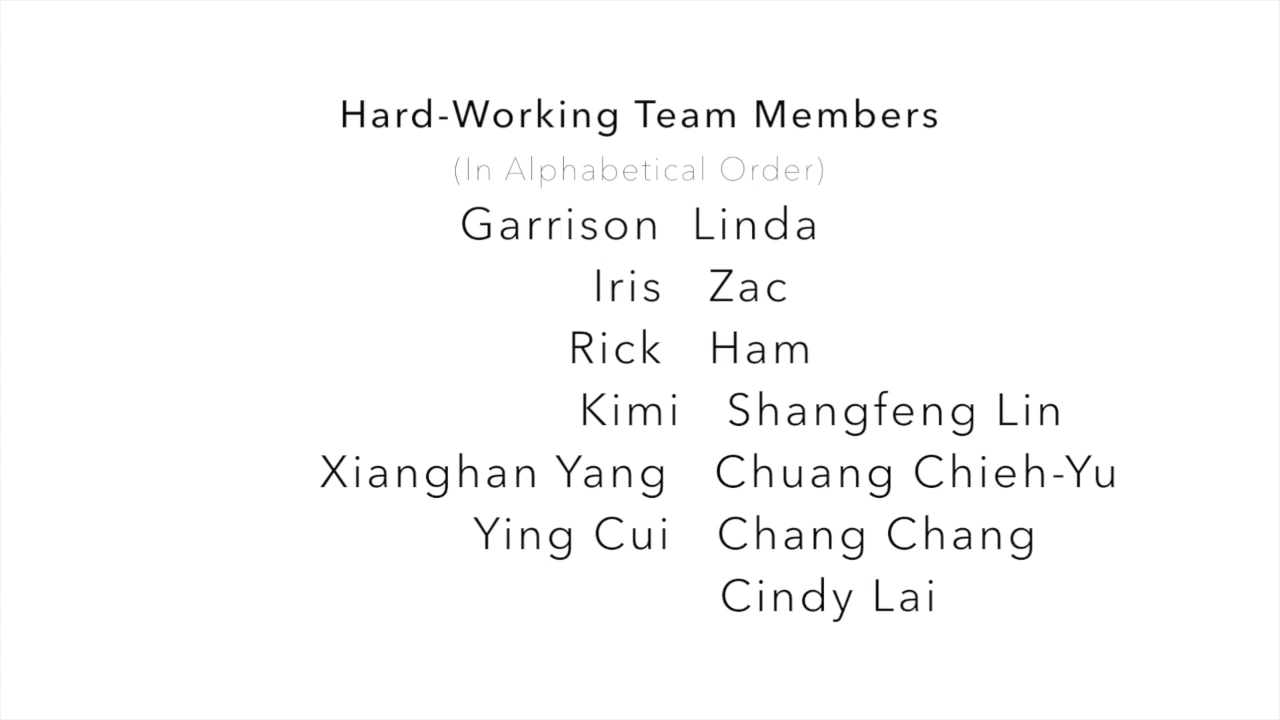 Hard-Working Team Members
(In Alphabetical Order)
Garrison Linda
Iris Zac
Rick Ham
Kimi Shangfeng Lin
Xianghan Yang Chuang Chieh-Yu
Ying Cui Chang Chang
Cindy Lai